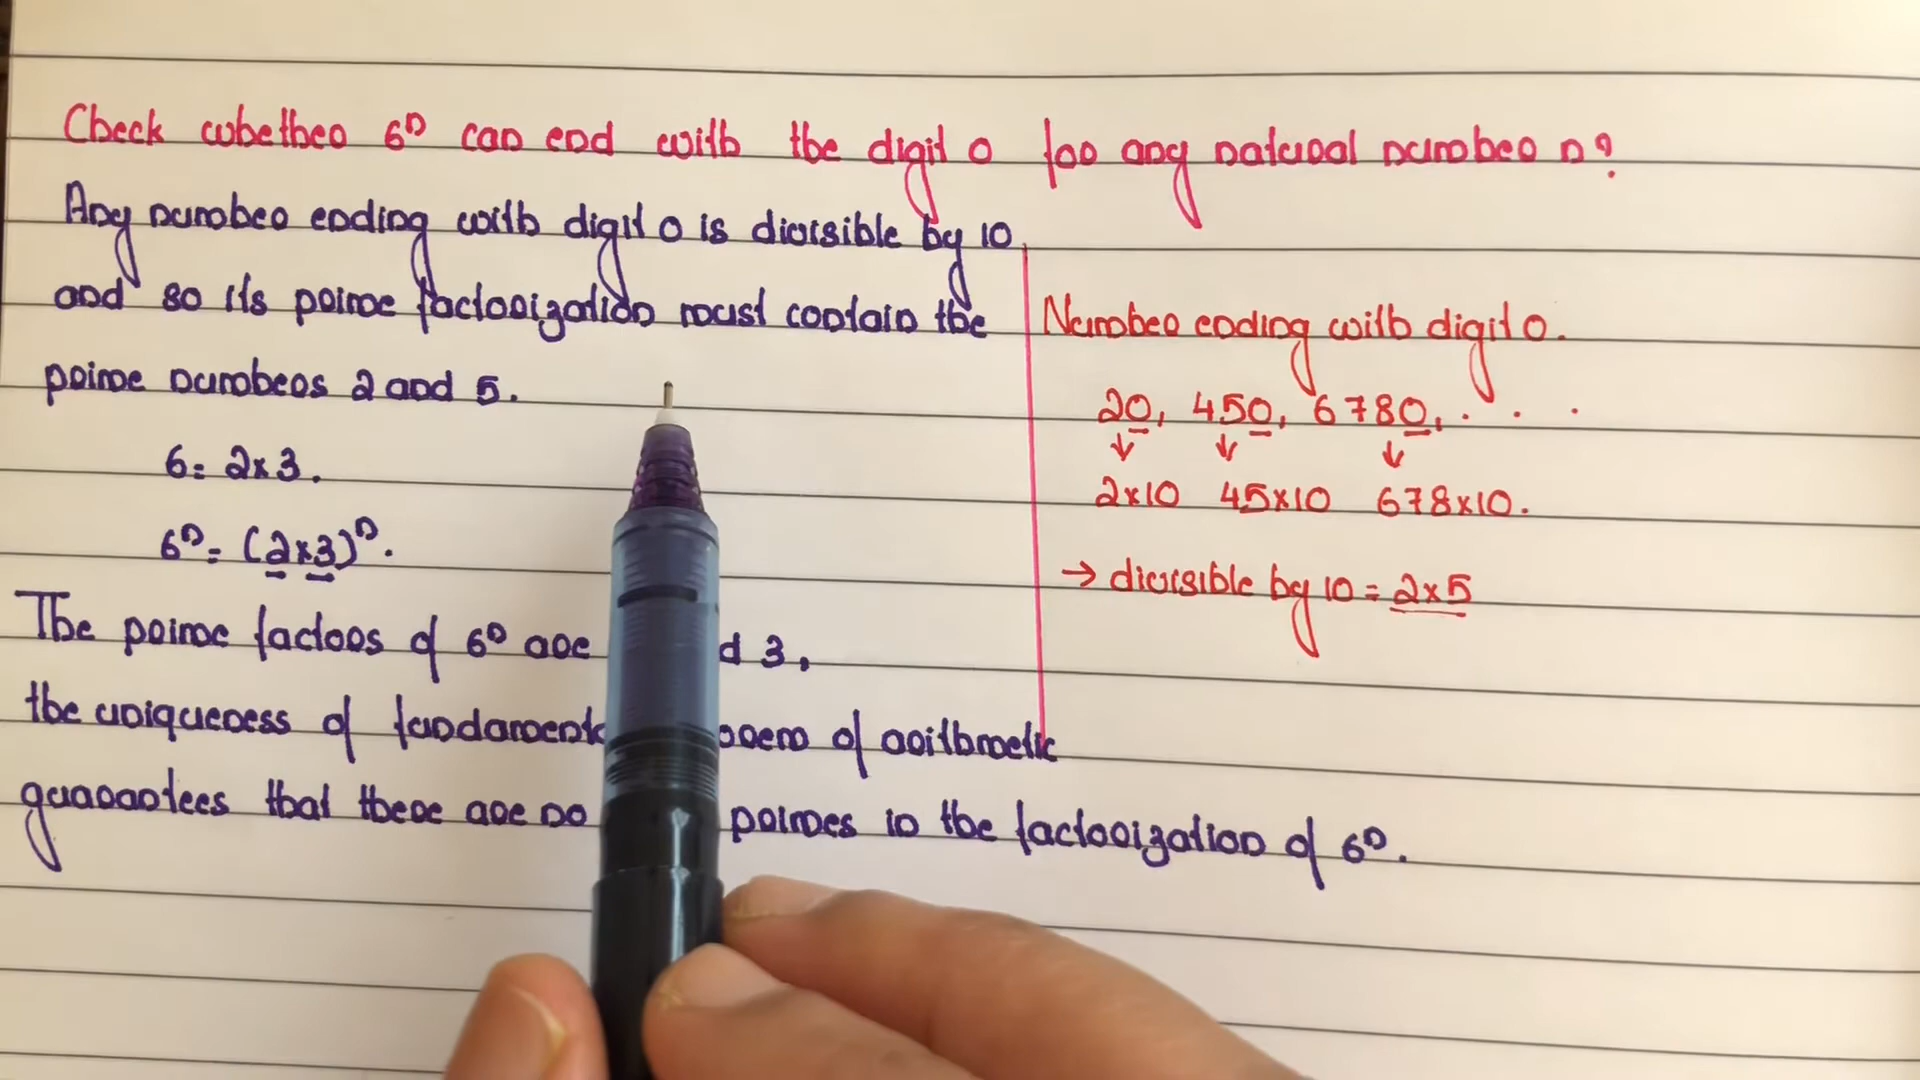 Check whether 6ⁿ can end with the digit 0 for any natural number n?
Any number ending with digit 0 is divisible by 10
and so its prime factorization must contain the
prime numbers 2 and 5.
6 = 2×3.
6ⁿ = (2×3)ⁿ.
The prime factors of 6ⁿ are 3,
the uniqueness of of arithmetic
guarantees that there are no primes in the factorization of 6ⁿ.
Number ending with digit 0.
20, 450, 6780, . . .
↓ ↓ ↓
2×10 45×10 678×10.
→ divisible by 10 = 2×5